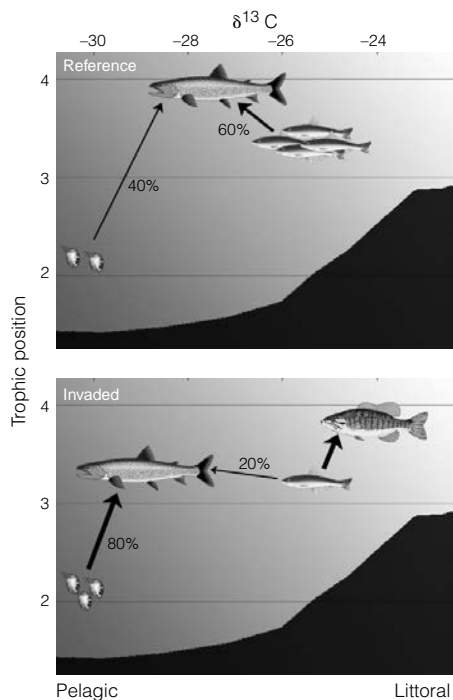 δ13 C
−30 −28 −26 −24
Reference
4
60%
3
40%
2
Trophic position
Invaded
4
20%
3
80%
2
Pelagic Littoral